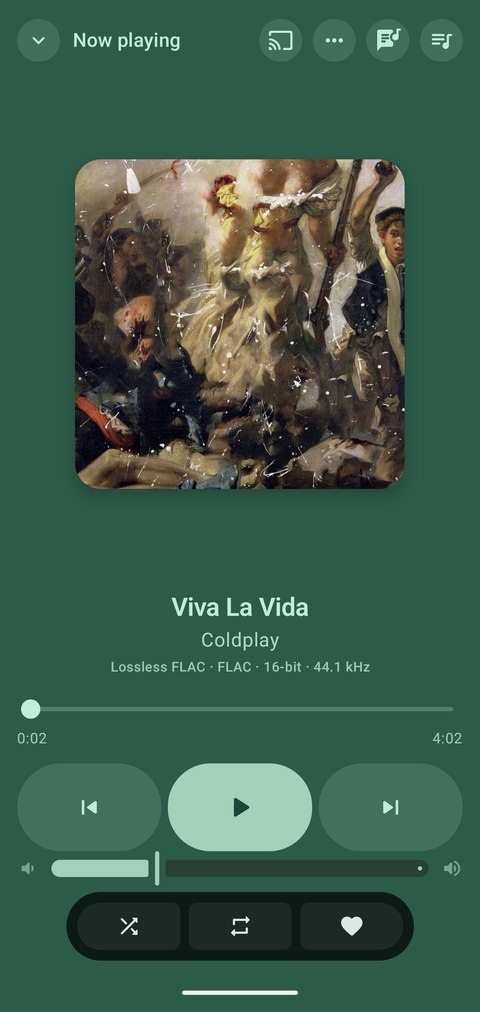 Now playing
Viva La Vida
Coldplay
Lossless FLAC · FLAC · 16-bit · 44.1 kHz
0:02
4:02